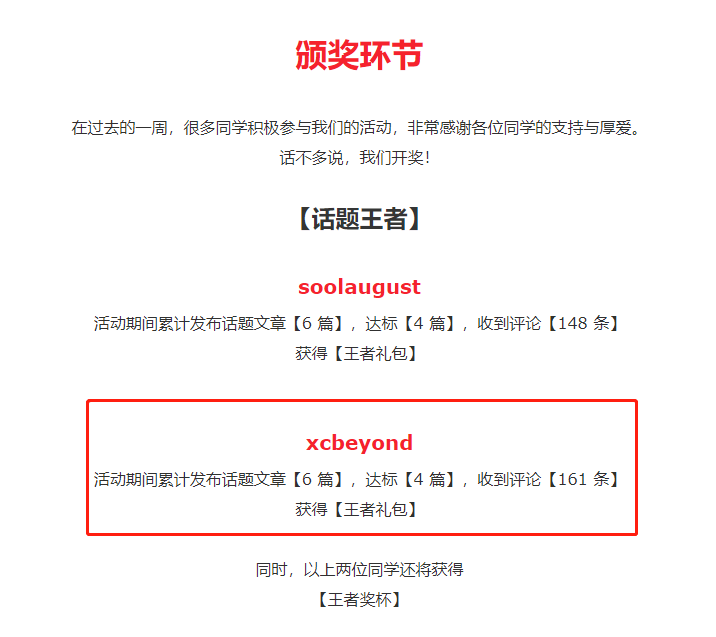 颁奖环节
在过去的一周，很多同学积极参与我们的活动，非常感谢各位同学的支持与厚爱。
话不多说，我们开奖！
【话题王者】
soolaugust
活动期间累计发布话题文章【6 篇】，达标【4 篇】，收到评论【148 条】
获得【王者礼包】
xcbeyond
活动期间累计发布话题文章【6 篇】，达标【4 篇】，收到评论【161 条】
获得【王者礼包】
同时，以上两位同学还将获得
【王者奖杯】